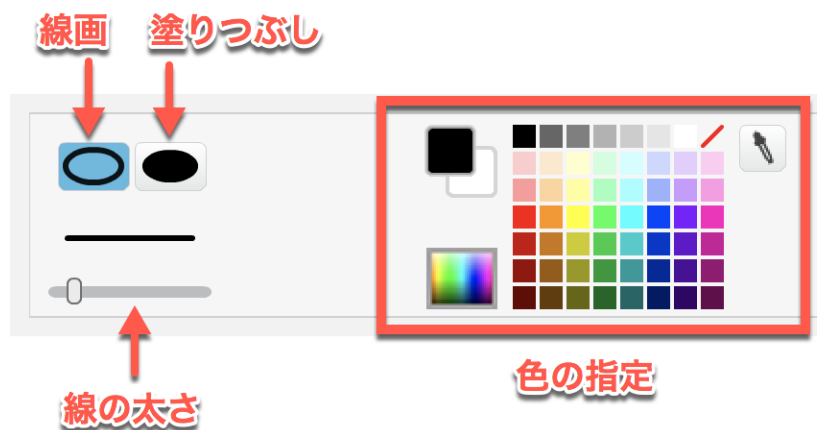 線画
塗りつぶし
線の太さ
色の指定